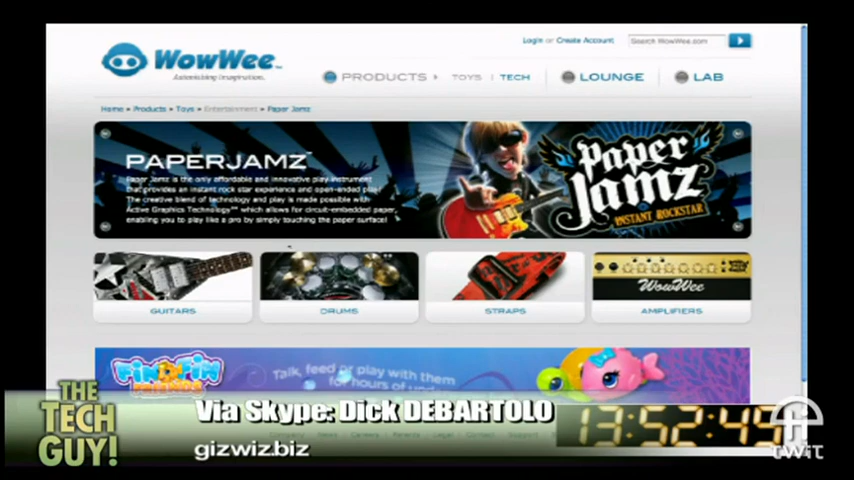 Login or Create Account
Search WowWee.com
WowWee™
Astonishing Imagination.
PRODUCTS
TOYS | TECH
LOUNGE
LAB
Home » Products » Toys » Entertainment » Paper Jamz
PAPERJAMZ™
Paper Jamz is the only affordable and innovative play-instrument
that provides an instant rock star experience and open-ended play!
The creative blend of technology and play is made possible with
Active Graphics Technology™ which allows for circuit-embedded paper,
enabling you to play like a pro by simply touching the paper surface!
Paper
Jamz
INSTANT ROCKSTAR
WowWee
GUITARS
DRUMS
STRAPS
AMPLIFIERS
FIN FIN
FRIENDS
Talk, feed or play with them
for hours of
THE
TECH
GUY!
Via Skype: Dick DEBARTOLO
gizwiz.biz
13:52:45
TWiT